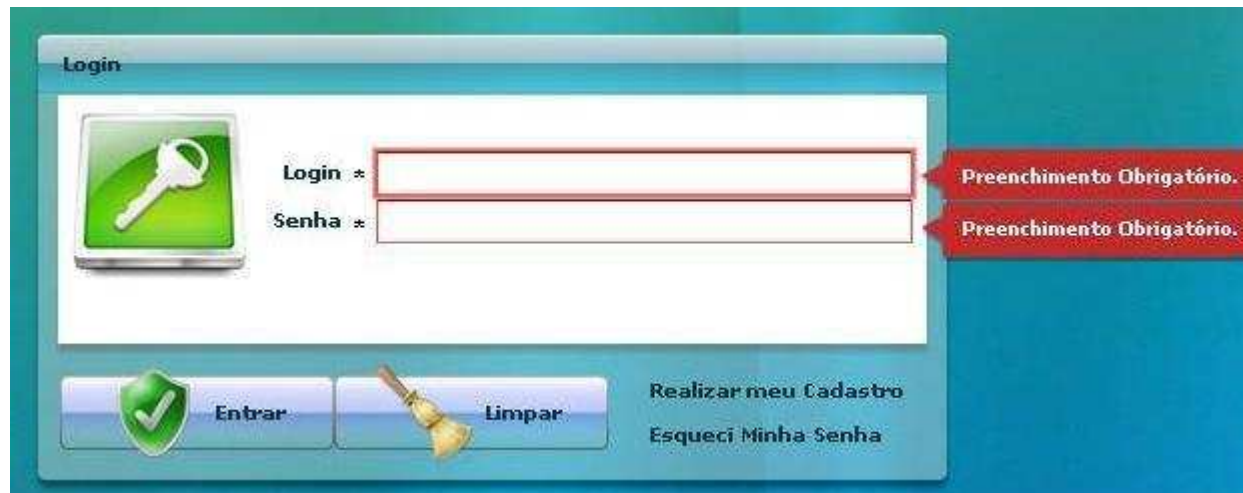 Login
Login *
Preenchimento Obrigatório.
Senha *
Preenchimento Obrigatório.
Entrar
Limpar
Realizar meu Cadastro
Esqueci Minha Senha